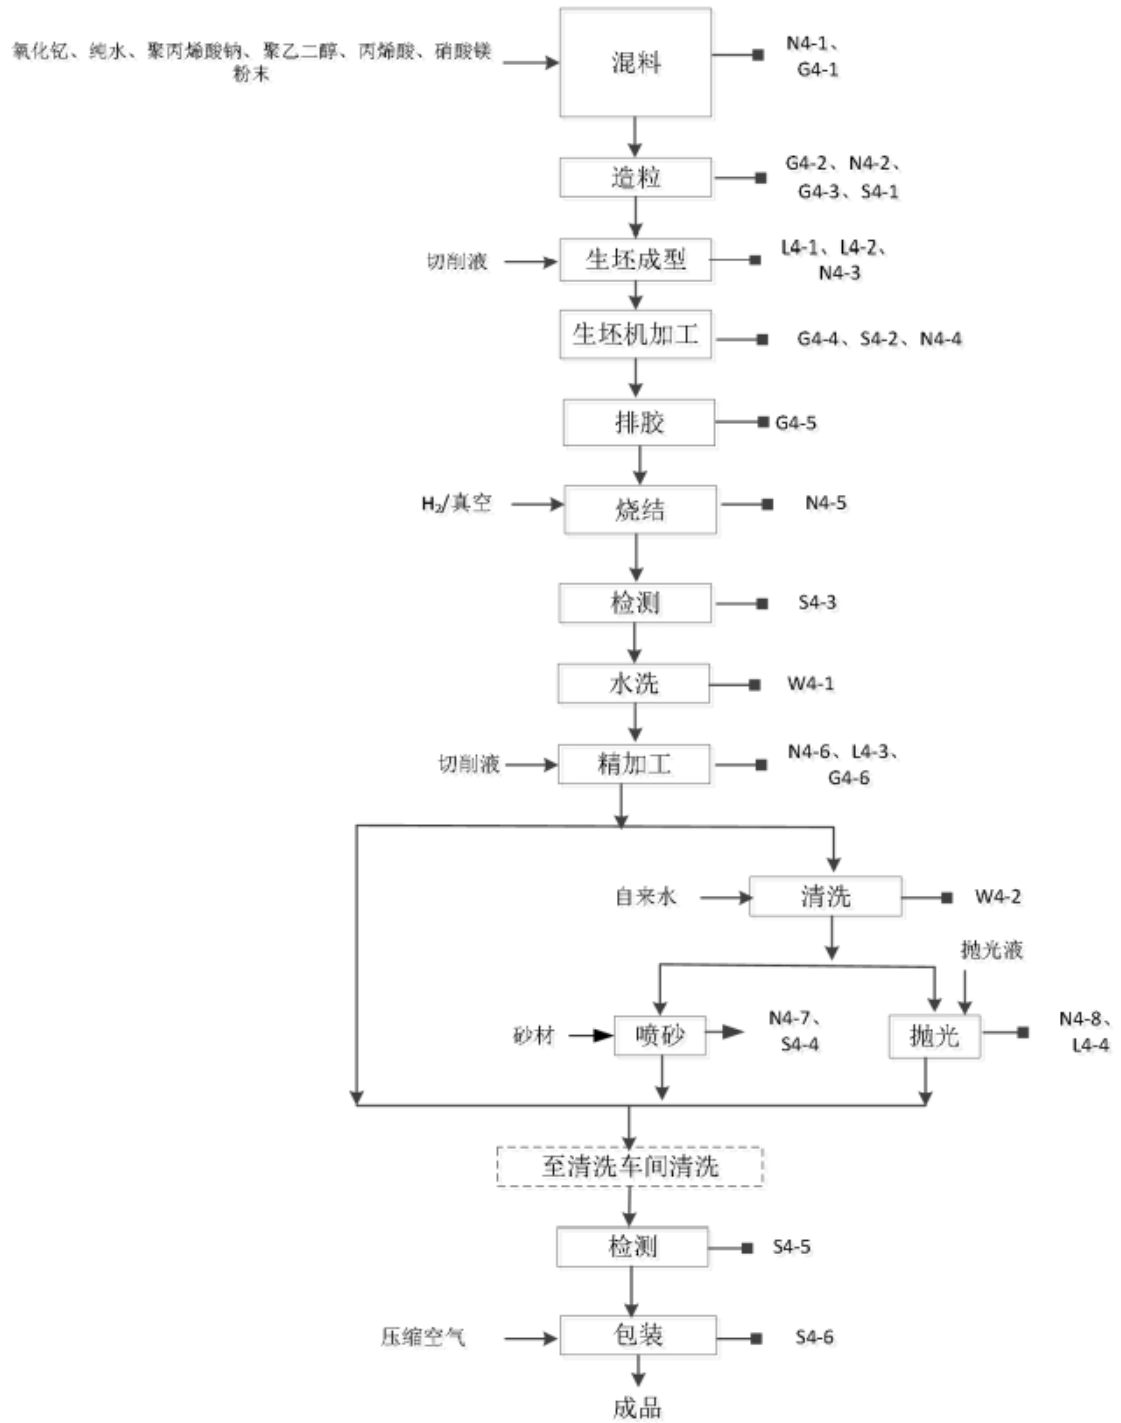 氧化钇、纯水、聚丙烯酸钠、聚乙二醇、丙烯酸、硝酸镁
粉末
混料
N4-1、
G4-1
造粒
G4-2、N4-2、
G4-3、S4-1
切削液
生坯成型
L4-1、L4-2、
N4-3
生坯机加工
G4-4、S4-2、N4-4
排胶
G4-5
H₂/真空
烧结
N4-5
检测
S4-3
水洗
W4-1
切削液
精加工
N4-6、L4-3、
G4-6
自来水
清洗
W4-2
抛光液
砂材
喷砂
N4-7、
S4-4
抛光
N4-8、
L4-4
至清洗车间清洗
检测
S4-5
压缩空气
包装
S4-6
成品